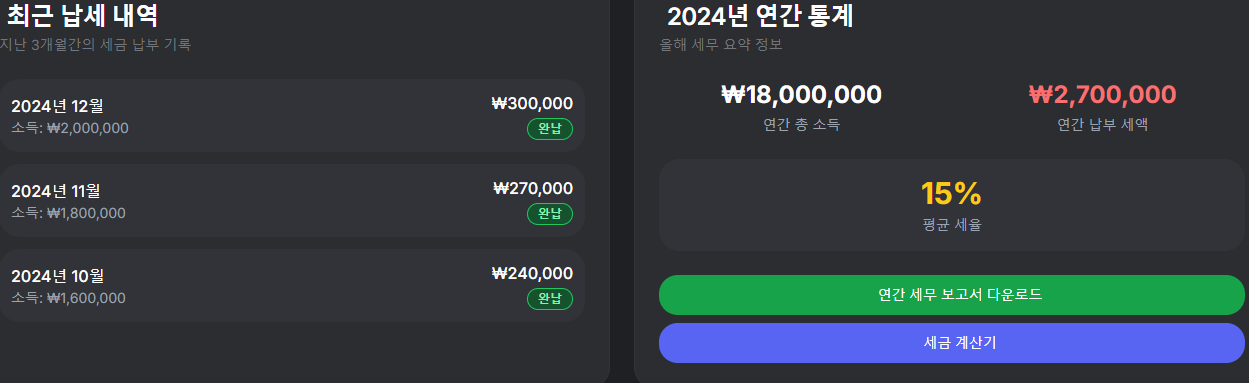 최근 납세 내역
지난 3개월간의 세금 납부 기록
2024년 12월
소득: ₩2,000,000
₩300,000
완납
2024년 11월
소득: ₩1,800,000
₩270,000
완납
2024년 10월
소득: ₩1,600,000
₩240,000
완납
2024년 연간 통계
올해 세무 요약 정보
₩18,000,000
연간 총 소득
₩2,700,000
연간 납부 세액
15%
평균 세율
연간 세무 보고서 다운로드
세금 계산기